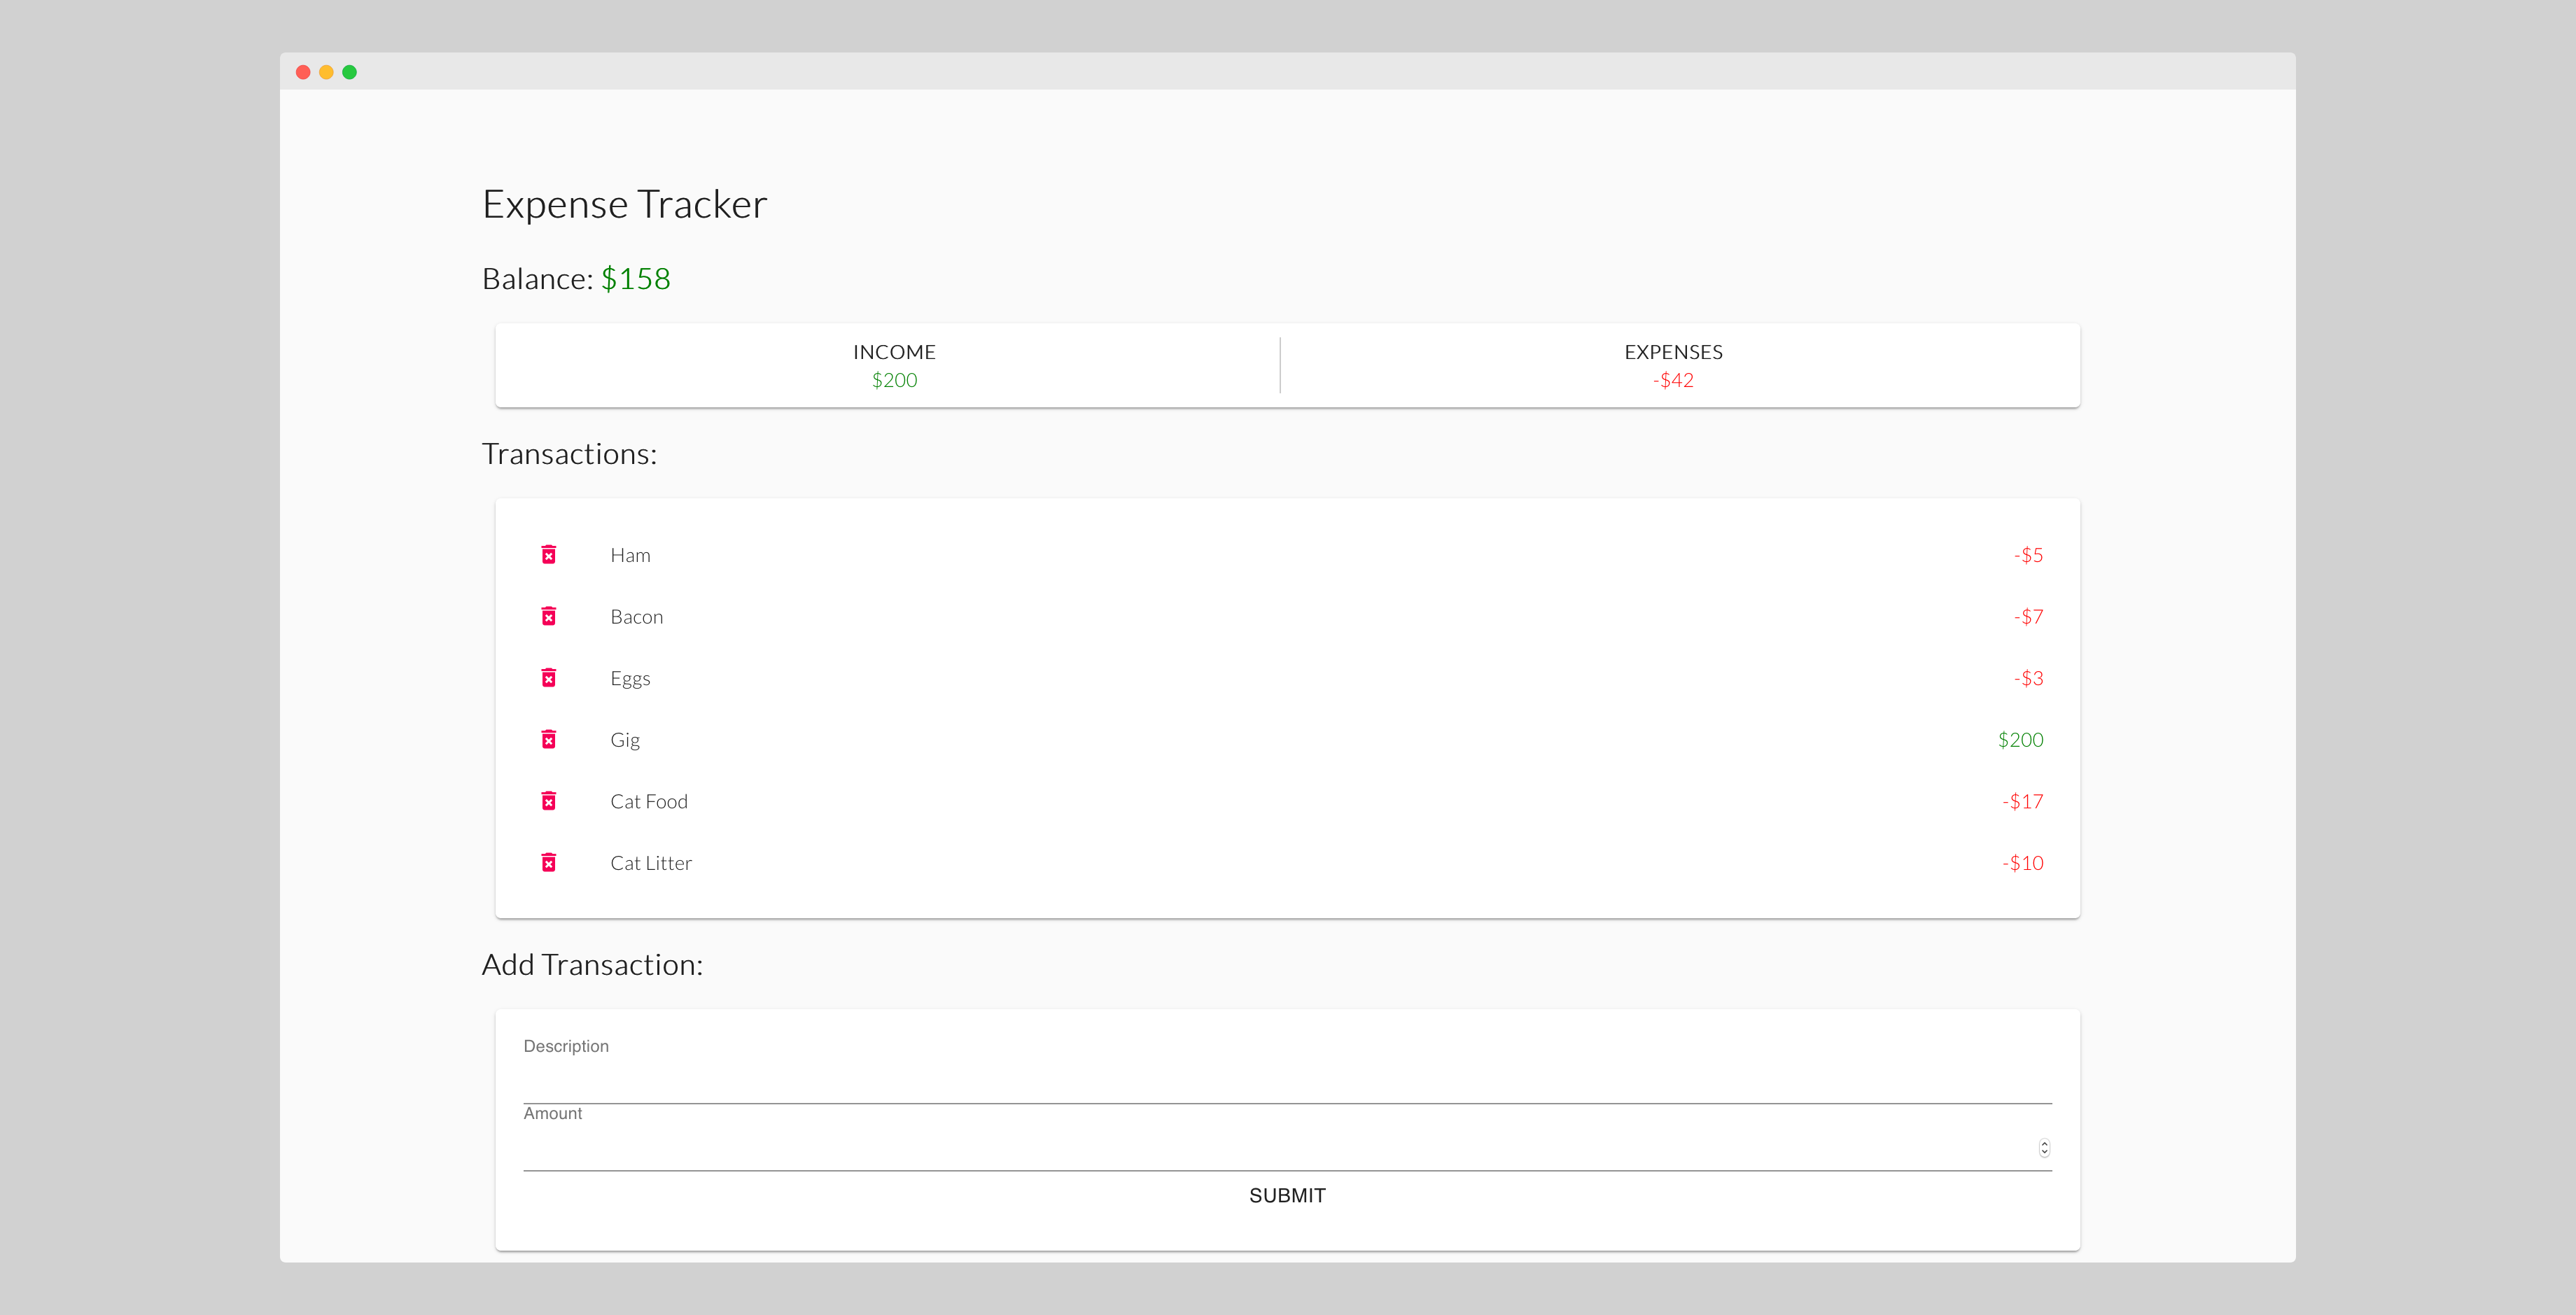 Expense Tracker
Balance: $158
INCOME EXPENSES
$200 -$42
Transactions:
Ham -$5
Bacon -$7
Eggs -$3
Gig $200
Cat Food -$17
Cat Litter -$10
Add Transaction:
Description
Amount
SUBMIT